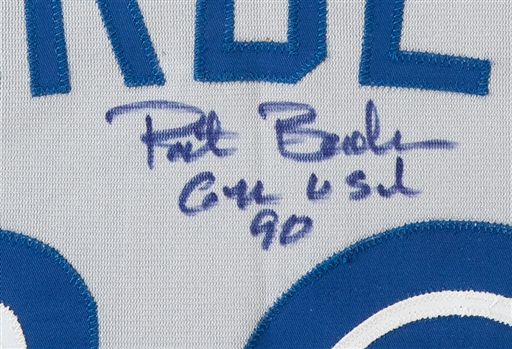 RDE
Pat Borders
Game Used
90